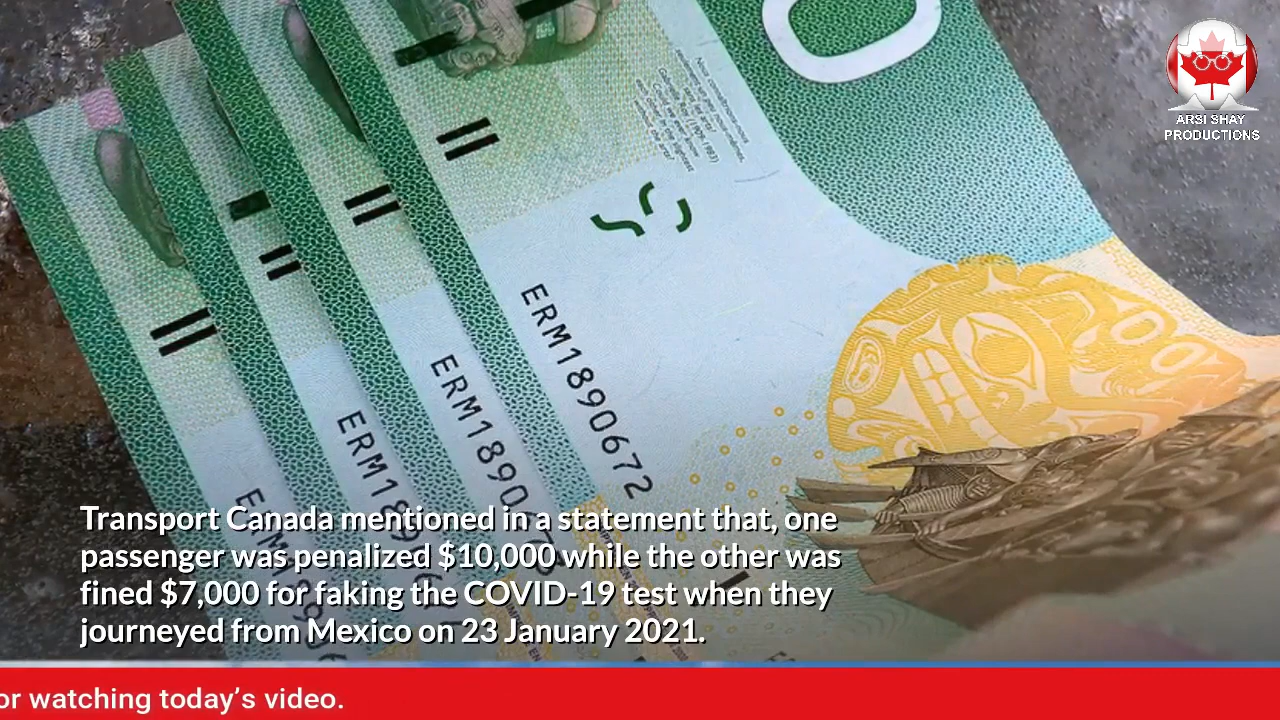 ARSI SHAY
PRODUCTIONS
ERM1890672
ERM1890
ERM18
Transport Canada mentioned in a statement that, one
passenger was penalized $10,000 while the other was
fined $7,000 for faking the COVID-19 test when they
journeyed from Mexico on 23 January 2021.
or watching today's video.